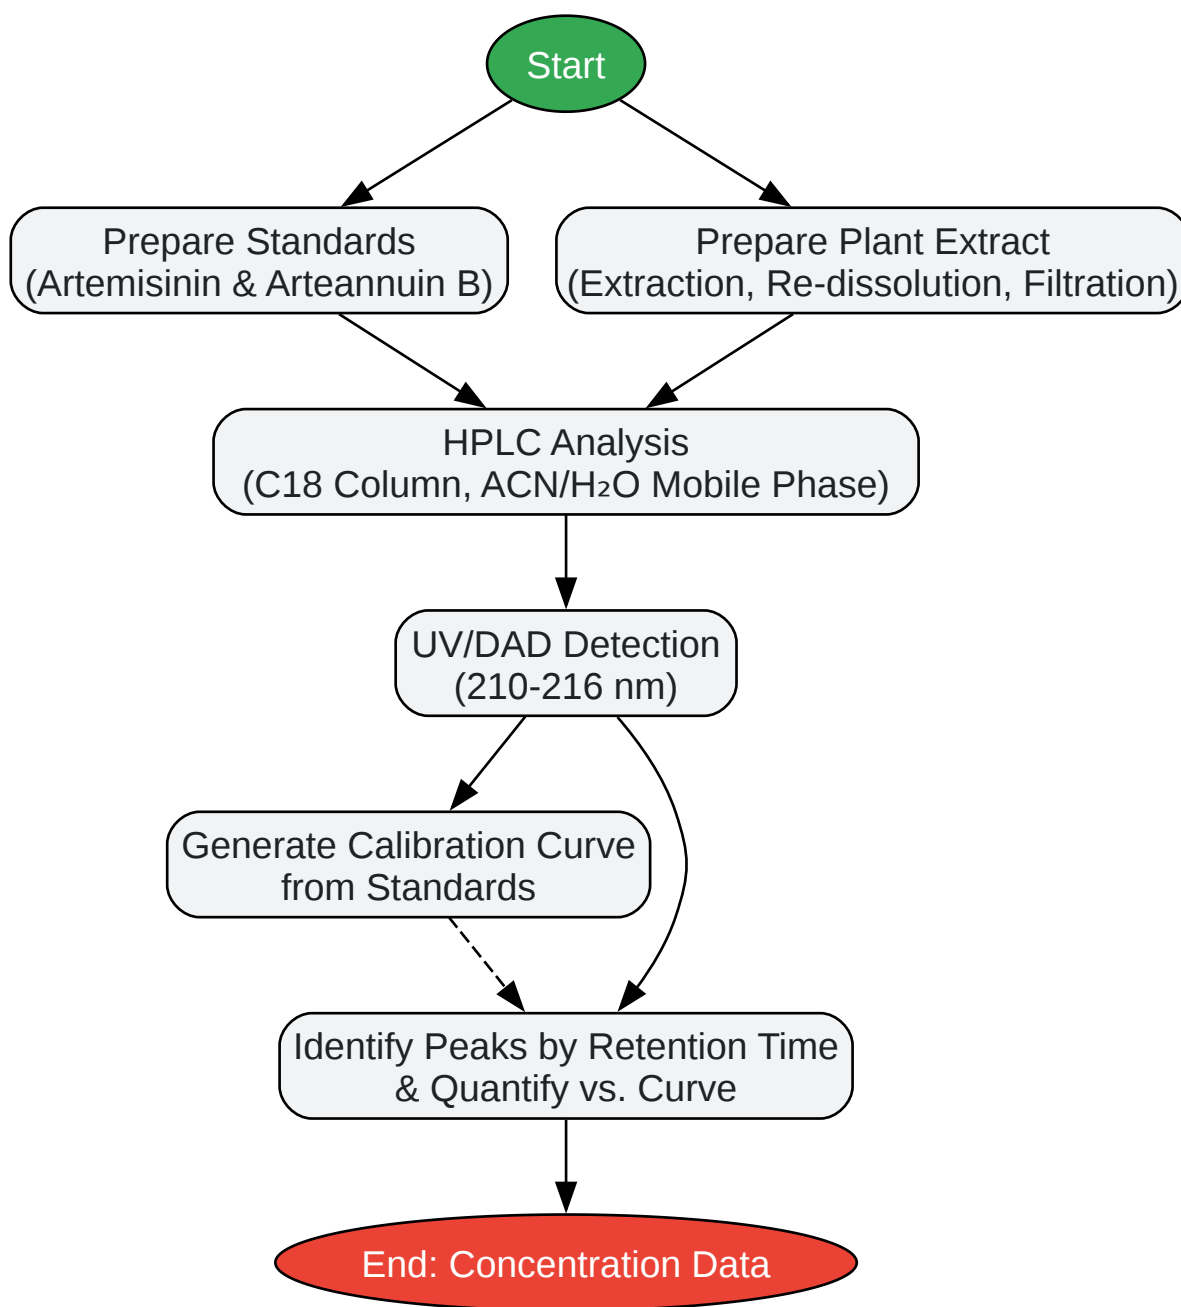 Start
Prepare Standards
(Artemisinin & Arteannuin B)
Prepare Plant Extract
(Extraction, Re-dissolution, Filtration)
HPLC Analysis
(C18 Column, ACN/H₂O Mobile Phase)
UV/DAD Detection
(210-216 nm)
Generate Calibration Curve
from Standards
Identify Peaks by Retention Time
& Quantify vs. Curve
End: Concentration Data